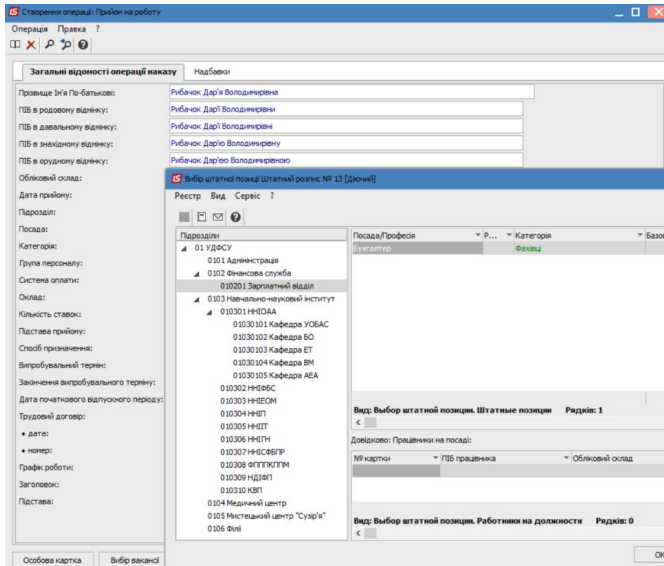 Створення операції: Прийом на роботу
Операція Правка ?
Загальні відомості операції наказу Надбавки
Прізвище Ім'я По-батькові: Рибачок Дар'я Володимирівна
ПІБ в родовому відмінку: Рибачок Дар'ї Володимирівни
ПІБ в давальному відмінку: Рибачок Дар'ї Володимирівні
ПІБ в знахідному відмінку: Рибачок Дар'ю Володимирівну
ПІБ в орудному відмінку: Рибачок Дар'єю Володимирівною
Обліковий склад:
Дата прийому:
Підрозділ:
Посада:
Категорія:
Група персоналу:
Система оплати:
Оклад:
Кількість ставок:
Підстава прийому:
Спосіб призначення:
Випробувальний термін:
Закінчення випробувального терміну:
Дата початкового відпускного періоду:
Трудовий договір:
• дата:
• номер:
Графік роботи:
Заголовок:
Підстава:
Особова картка Вибір вакансії
Вибір штатної позиції Штатний розпис № 13 [Діючий]
Реєстр Вид Сервіс ?
Підрозділи
01 УДФСУ
0101 Адміністрація
0102 Фінансова служба
010201 Зарплатний відділ
0103 Навчально-науковий інститут
010301 ННІОАА
01030101 Кафедра УОБАС
01030102 Кафедра БО
01030103 Кафедра ЕТ
01030104 Кафедра ВМ
01030105 Кафедра АЕА
010302 ННІФБС
010303 ННІЕОМ
010304 ННІП
010305 ННІІТ
010306 ННІГН
010307 ННІСФБПР
010308 ФПППКППМ
010309 НДІФП
010310 КВП
0104 Медичний центр
0105 Мистецький центр "Сузір'я"
0106 Філії
Посада/Професія Р... Категорія Базо
Бухгалтер Фахівці
Вид: Выбор штатной позиции. Штатные позиции Рядків: 1
Довідково: Працівники на посаді:
№ картки ПІБ працівника Обліковий склад
Вид: Выбор штатной позиции. Работники на должности Рядків: 0
ОК